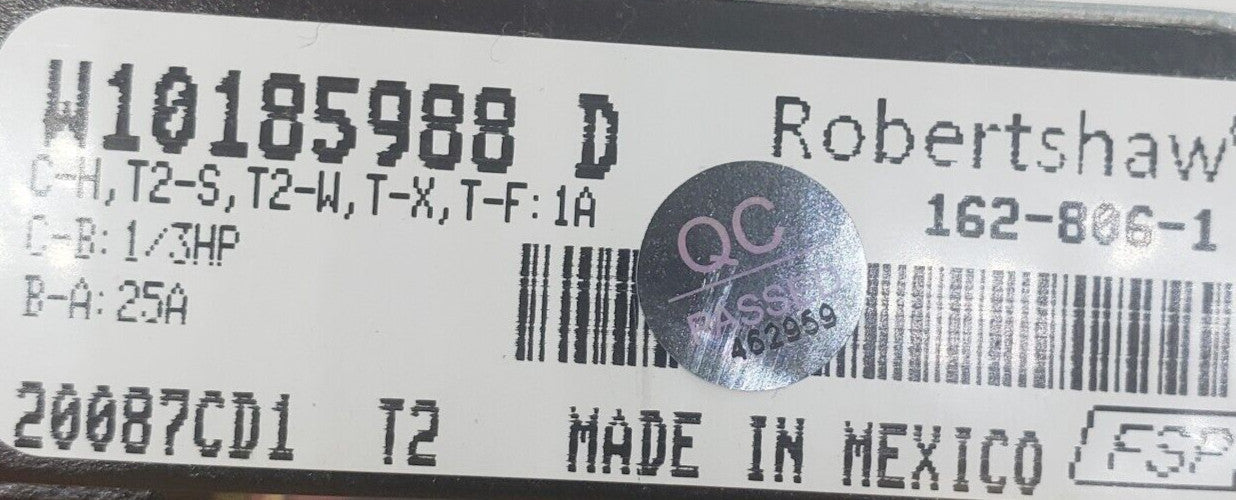 W10185988 D
Robertshaw
C-H, T2-S, T2-W, T-X, T-F: 1A
162-806-1
C-B: 1/3HP
B-A: 25A
QC
PASSED
462959
20087CD1 T2 MADE IN MEXICO FSP